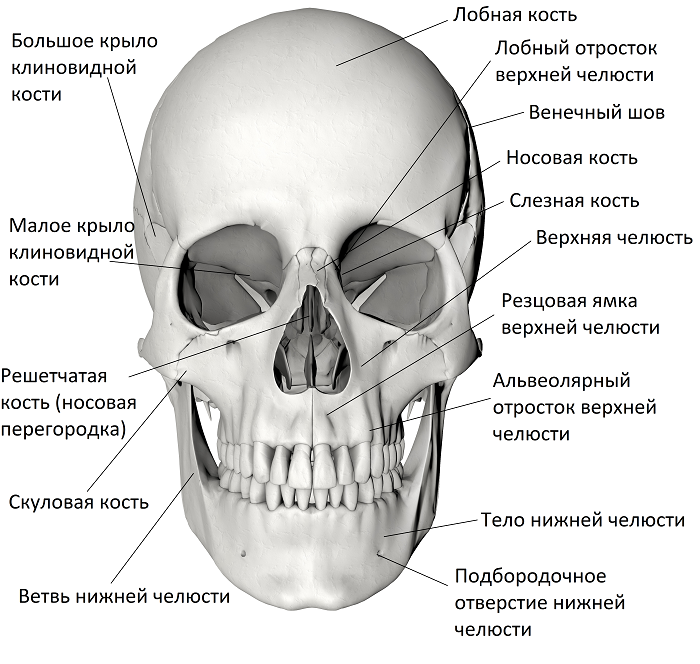 Большое крыло
клиновидной
кости
Малое крыло
клиновидной
кости
Решетчатая
кость (носовая
перегородка)
Скуловая кость
Ветвь нижней челюсти
Лобная кость
Лобный отросток
верхней челюсти
Венечный шов
Носовая кость
Слезная кость
Верхняя челюсть
Резцовая ямка
верхней челюсти
Альвеолярный
отросток верхней
челюсти
Тело нижней челюсти
Подбородочное
отверстие нижней
челюсти